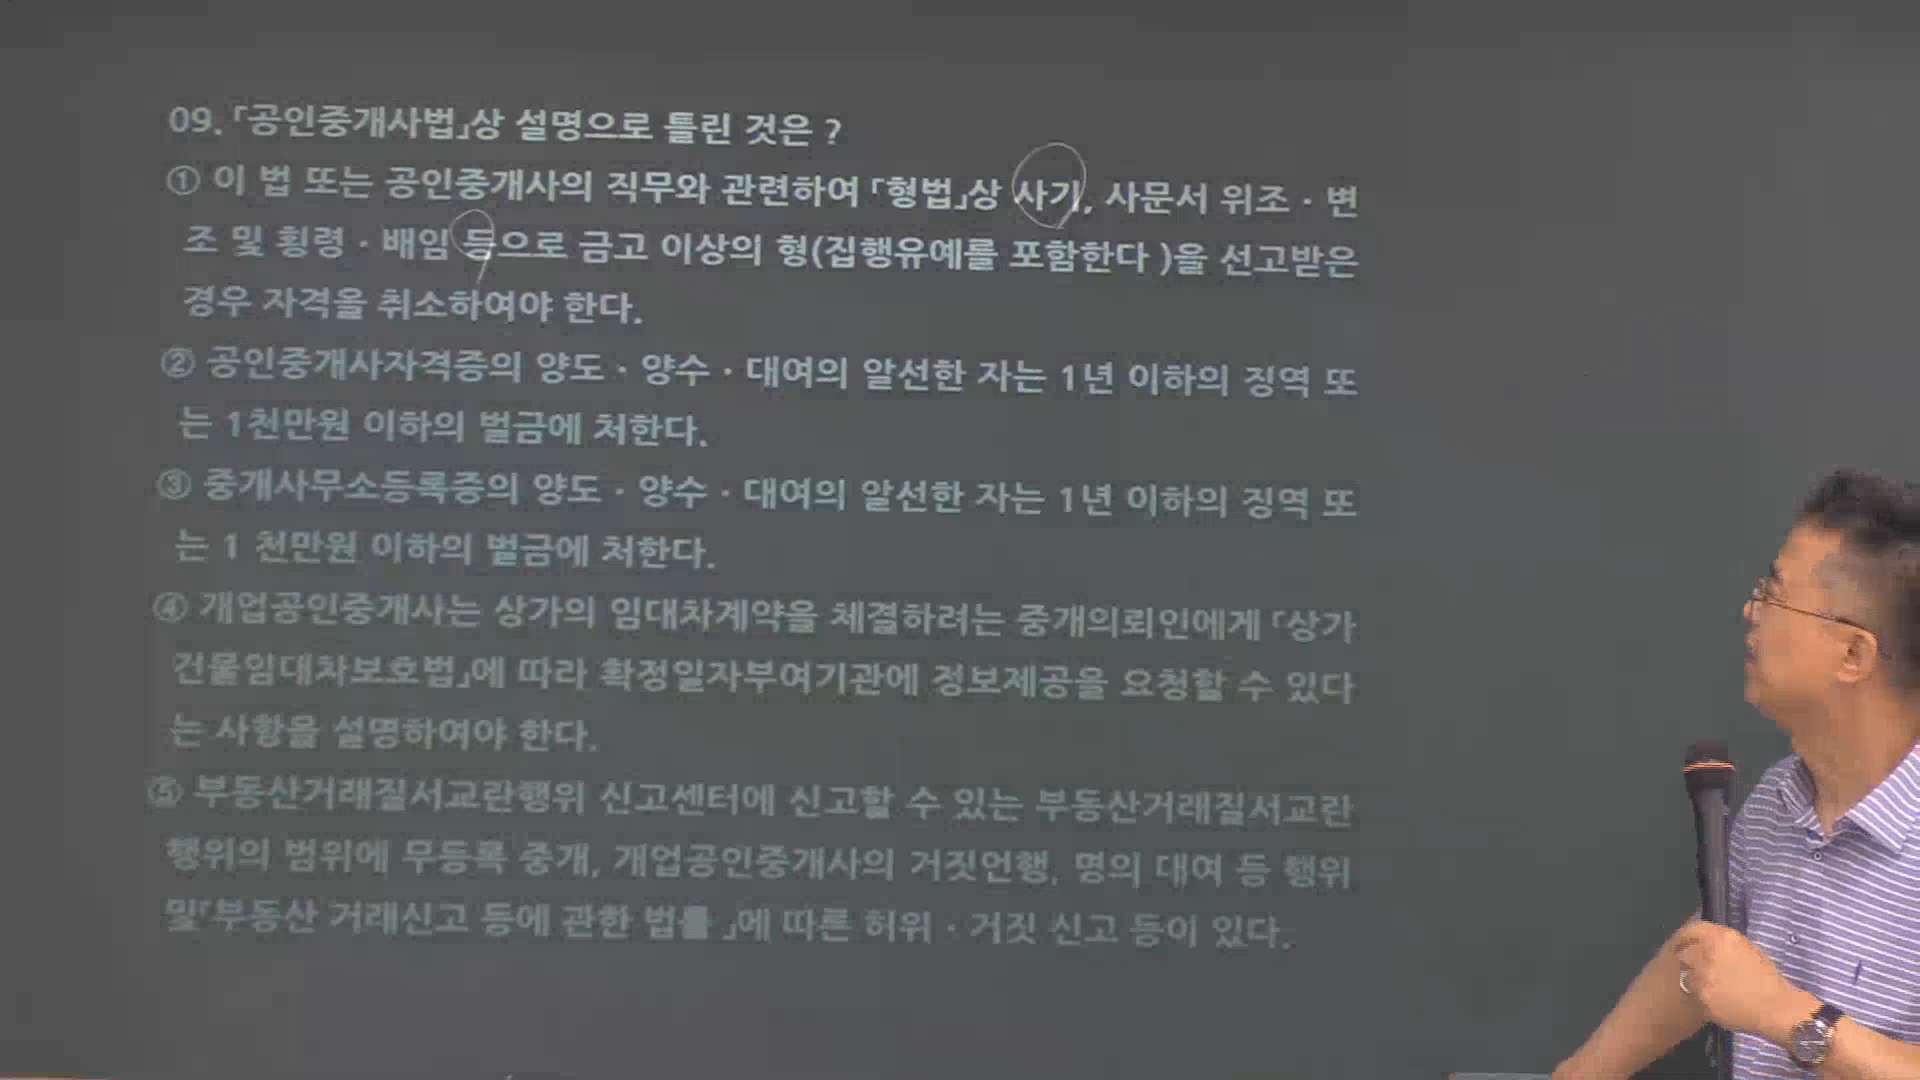 09. 「공인중개사법」상 설명으로 틀린 것은 ?
① 이 법 또는 공인중개사의 직무와 관련하여 「형법」상 사기, 사문서 위조 · 변
조 및 횡령 · 배임 등으로 금고 이상의 형(집행유예를 포함한다 )을 선고받은
경우 자격을 취소하여야 한다.
② 공인중개사자격증의 양도 · 양수 · 대여의 알선한 자는 1년 이하의 징역 또
는 1천만원 이하의 벌금에 처한다.
③ 중개사무소등록증의 양도 · 양수 · 대여의 알선한 자는 1년 이하의 징역 또
는 1 천만원 이하의 벌금에 처한다.
④ 개업공인중개사는 상가의 임대차계약을 체결하려는 중개의뢰인에게 「상가
건물임대차보호법」에 따라 확정일자부여기관에 정보제공을 요청할 수 있다
는 사항을 설명하여야 한다.
⑤ 부동산거래질서교란행위 신고센터에 신고할 수 있는 부동산거래질서교란
행위의 범위에 무등록 중개, 개업공인중개사의 거짓언행, 명의 대여 등 행위
및「부동산 거래신고 등에 관한 법률 」에 따른 허위 · 거짓 신고 등이 있다.